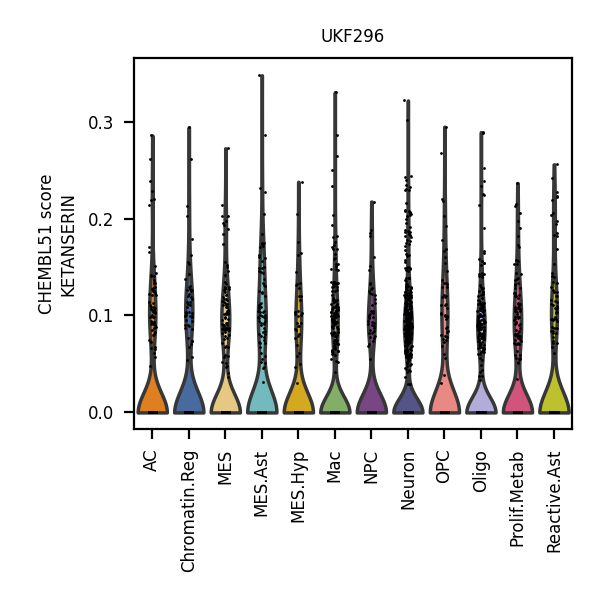 UKF296
CHEMBL51 score
KETANSERIN
0.3
0.2
0.1
0.0
AC
Chromatin.Reg
MES
MES.Ast
MES.Hyp
Mac
NPC
Neuron
OPC
Oligo
Prolif.Metab
Reactive.Ast